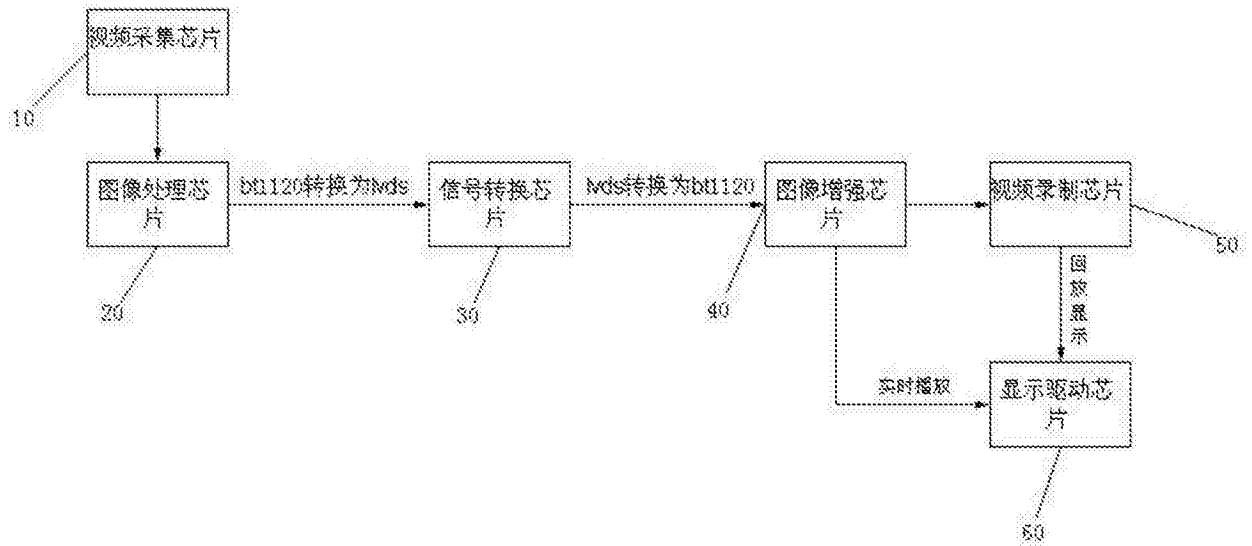 视频采集芯片
10
图像处理芯
片
20
bt1120转换为lvds
信号转换芯
片
30
lvds转换为bt1120
图像增强芯
片
40
视频录制芯片
50
回
放
显
示
实时播放
显示驱动芯
片
60